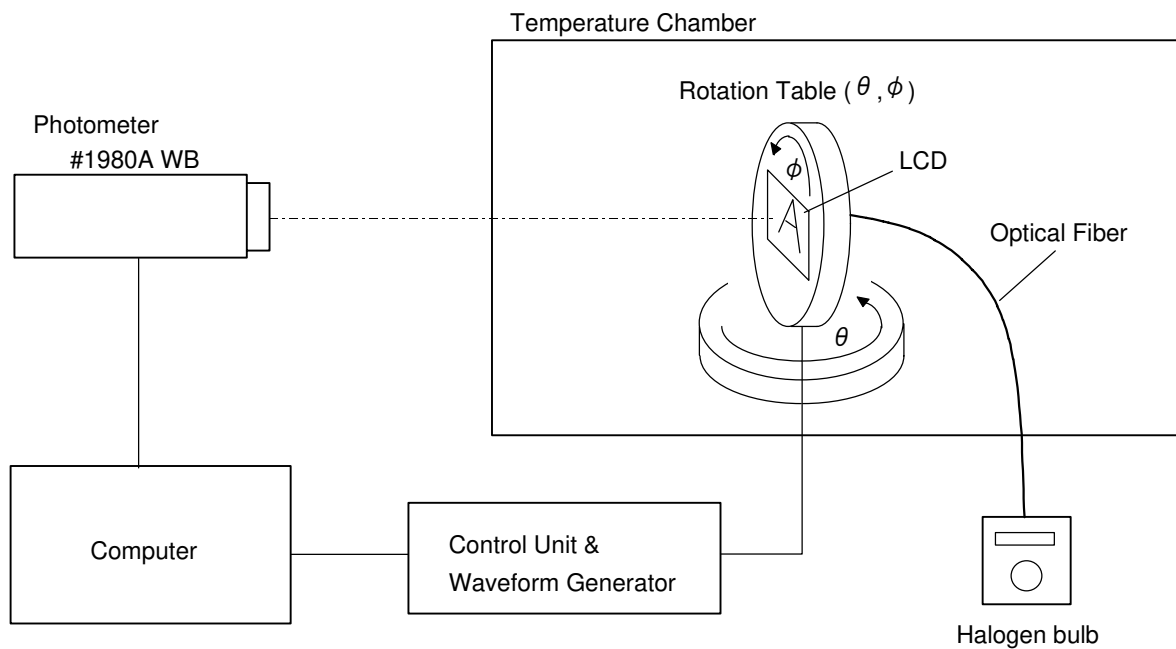 Temperature Chamber
Rotation Table ( θ , ϕ )
Photometer
#1980A WB
LCD
ϕ
A
Optical Fiber
θ
Computer
Control Unit &
Waveform Generator
Halogen bulb